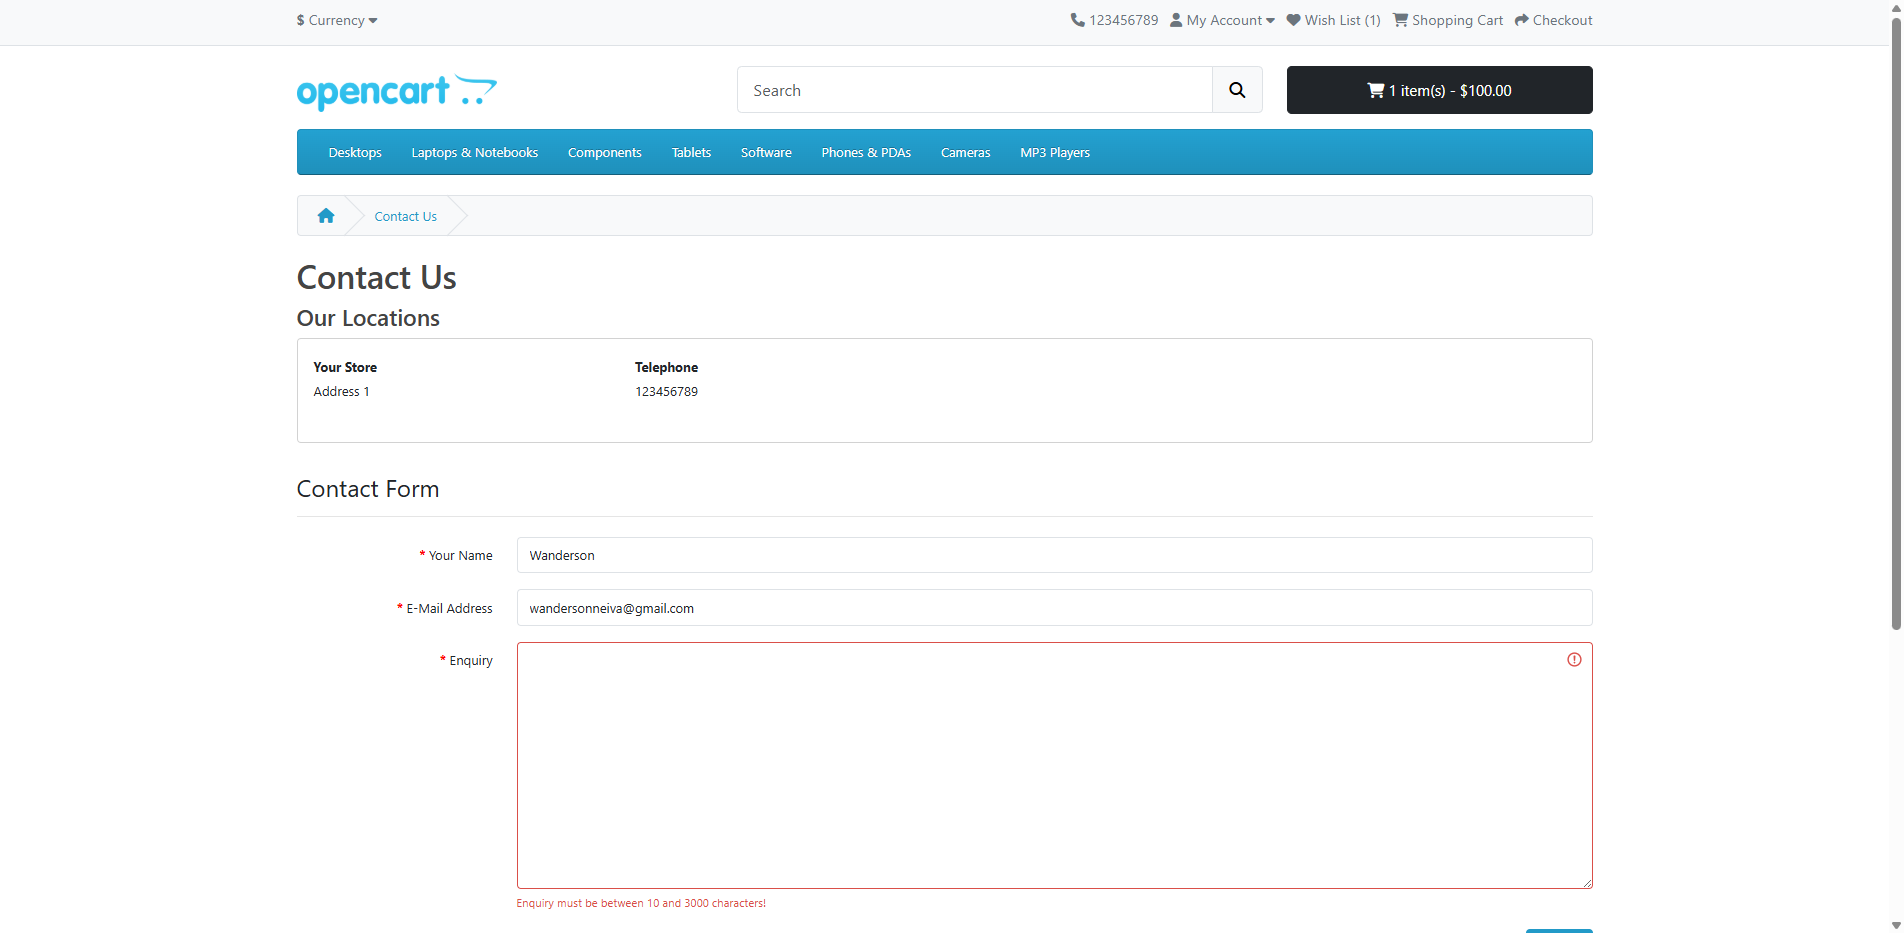 $ Currency 123456789 My Account Wish List (1) Shopping Cart Checkout
opencart Search 1 item(s) - $100.00
Desktops Laptops & Notebooks Components Tablets Software Phones & PDAs Cameras MP3 Players
Contact Us
Contact Us
Our Locations
Your Store Telephone
Address 1 123456789
Contact Form
* Your Name Wanderson
* E-Mail Address wandersonneiva@gmail.com
* Enquiry
Enquiry must be between 10 and 3000 characters!